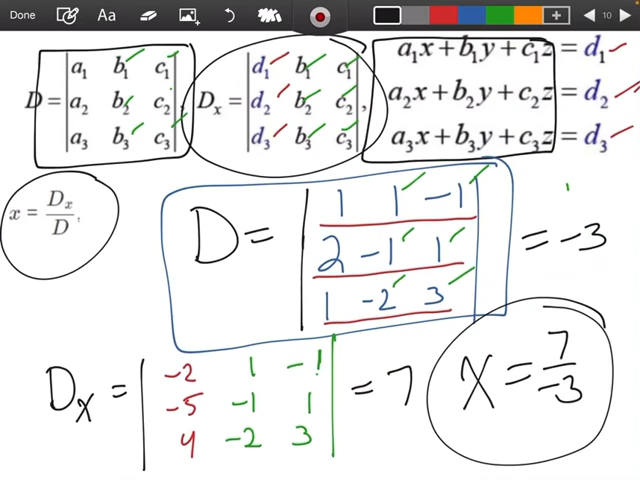 Done
10
D = | a₁ b₁ c₁ |, Dₓ = | d₁ b₁ c₁ |, a₁x + b₁y + c₁z = d₁
| a₂ b₂ c₂ | | d₂ b₂ c₂ | a₂x + b₂y + c₂z = d₂
| a₃ b₃ c₃ | | d₃ b₃ c₃ | a₃x + b₃y + c₃z = d₃
x = Dₓ/D,
D = | 1 1 -1 | = -3
| 2 -1 1 |
| 1 -2 3 |
Dₓ = | -2 1 -1 | = 7
| -5 -1 1 |
| 4 -2 3 |
X = 7/-3